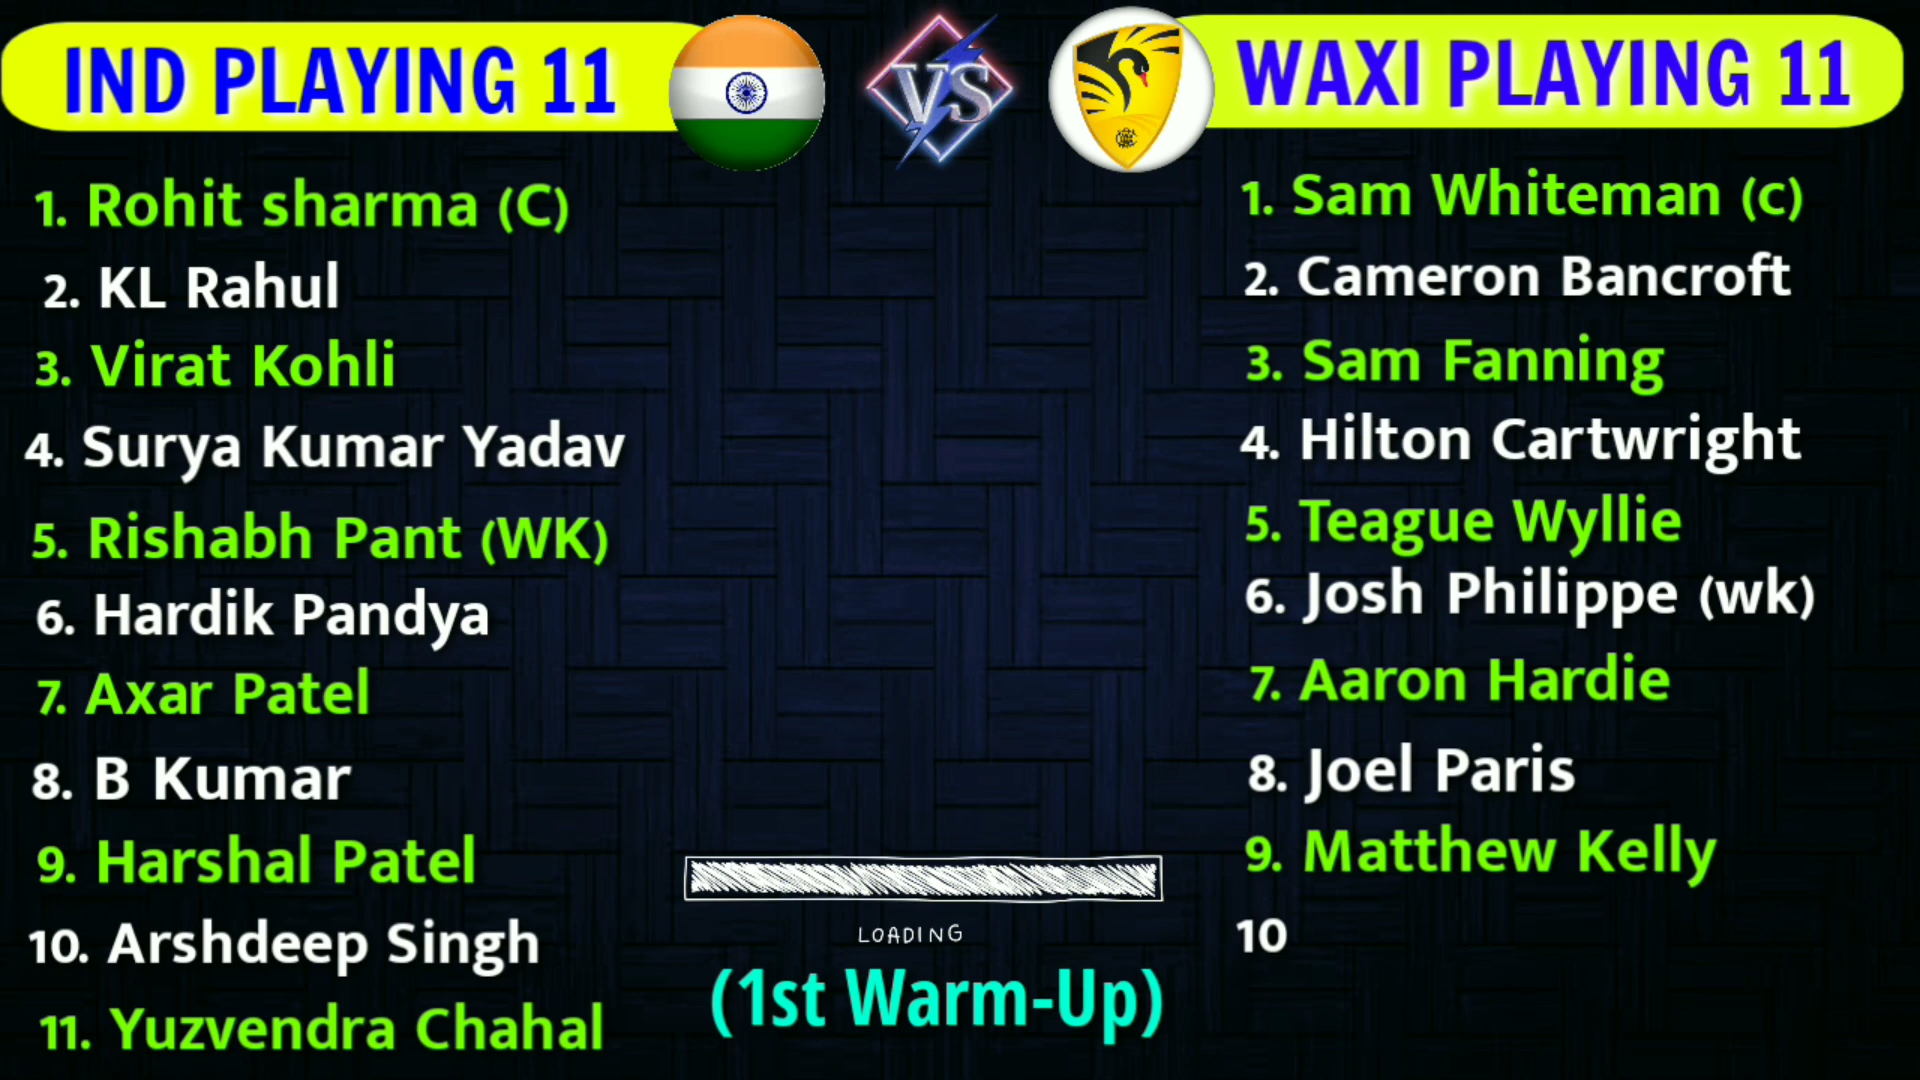 IND PLAYING 11
VS
WAXI PLAYING 11
1. Rohit sharma (C)
2. KL Rahul
3. Virat Kohli
4. Surya Kumar Yadav
5. Rishabh Pant (WK)
6. Hardik Pandya
7. Axar Patel
8. B Kumar
9. Harshal Patel
10. Arshdeep Singh
11. Yuzvendra Chahal
1. Sam Whiteman (c)
2. Cameron Bancroft
3. Sam Fanning
4. Hilton Cartwright
5. Teague Wyllie
6. Josh Philippe (wk)
7. Aaron Hardie
8. Joel Paris
9. Matthew Kelly
10
LOADING
(1st Warm-Up)